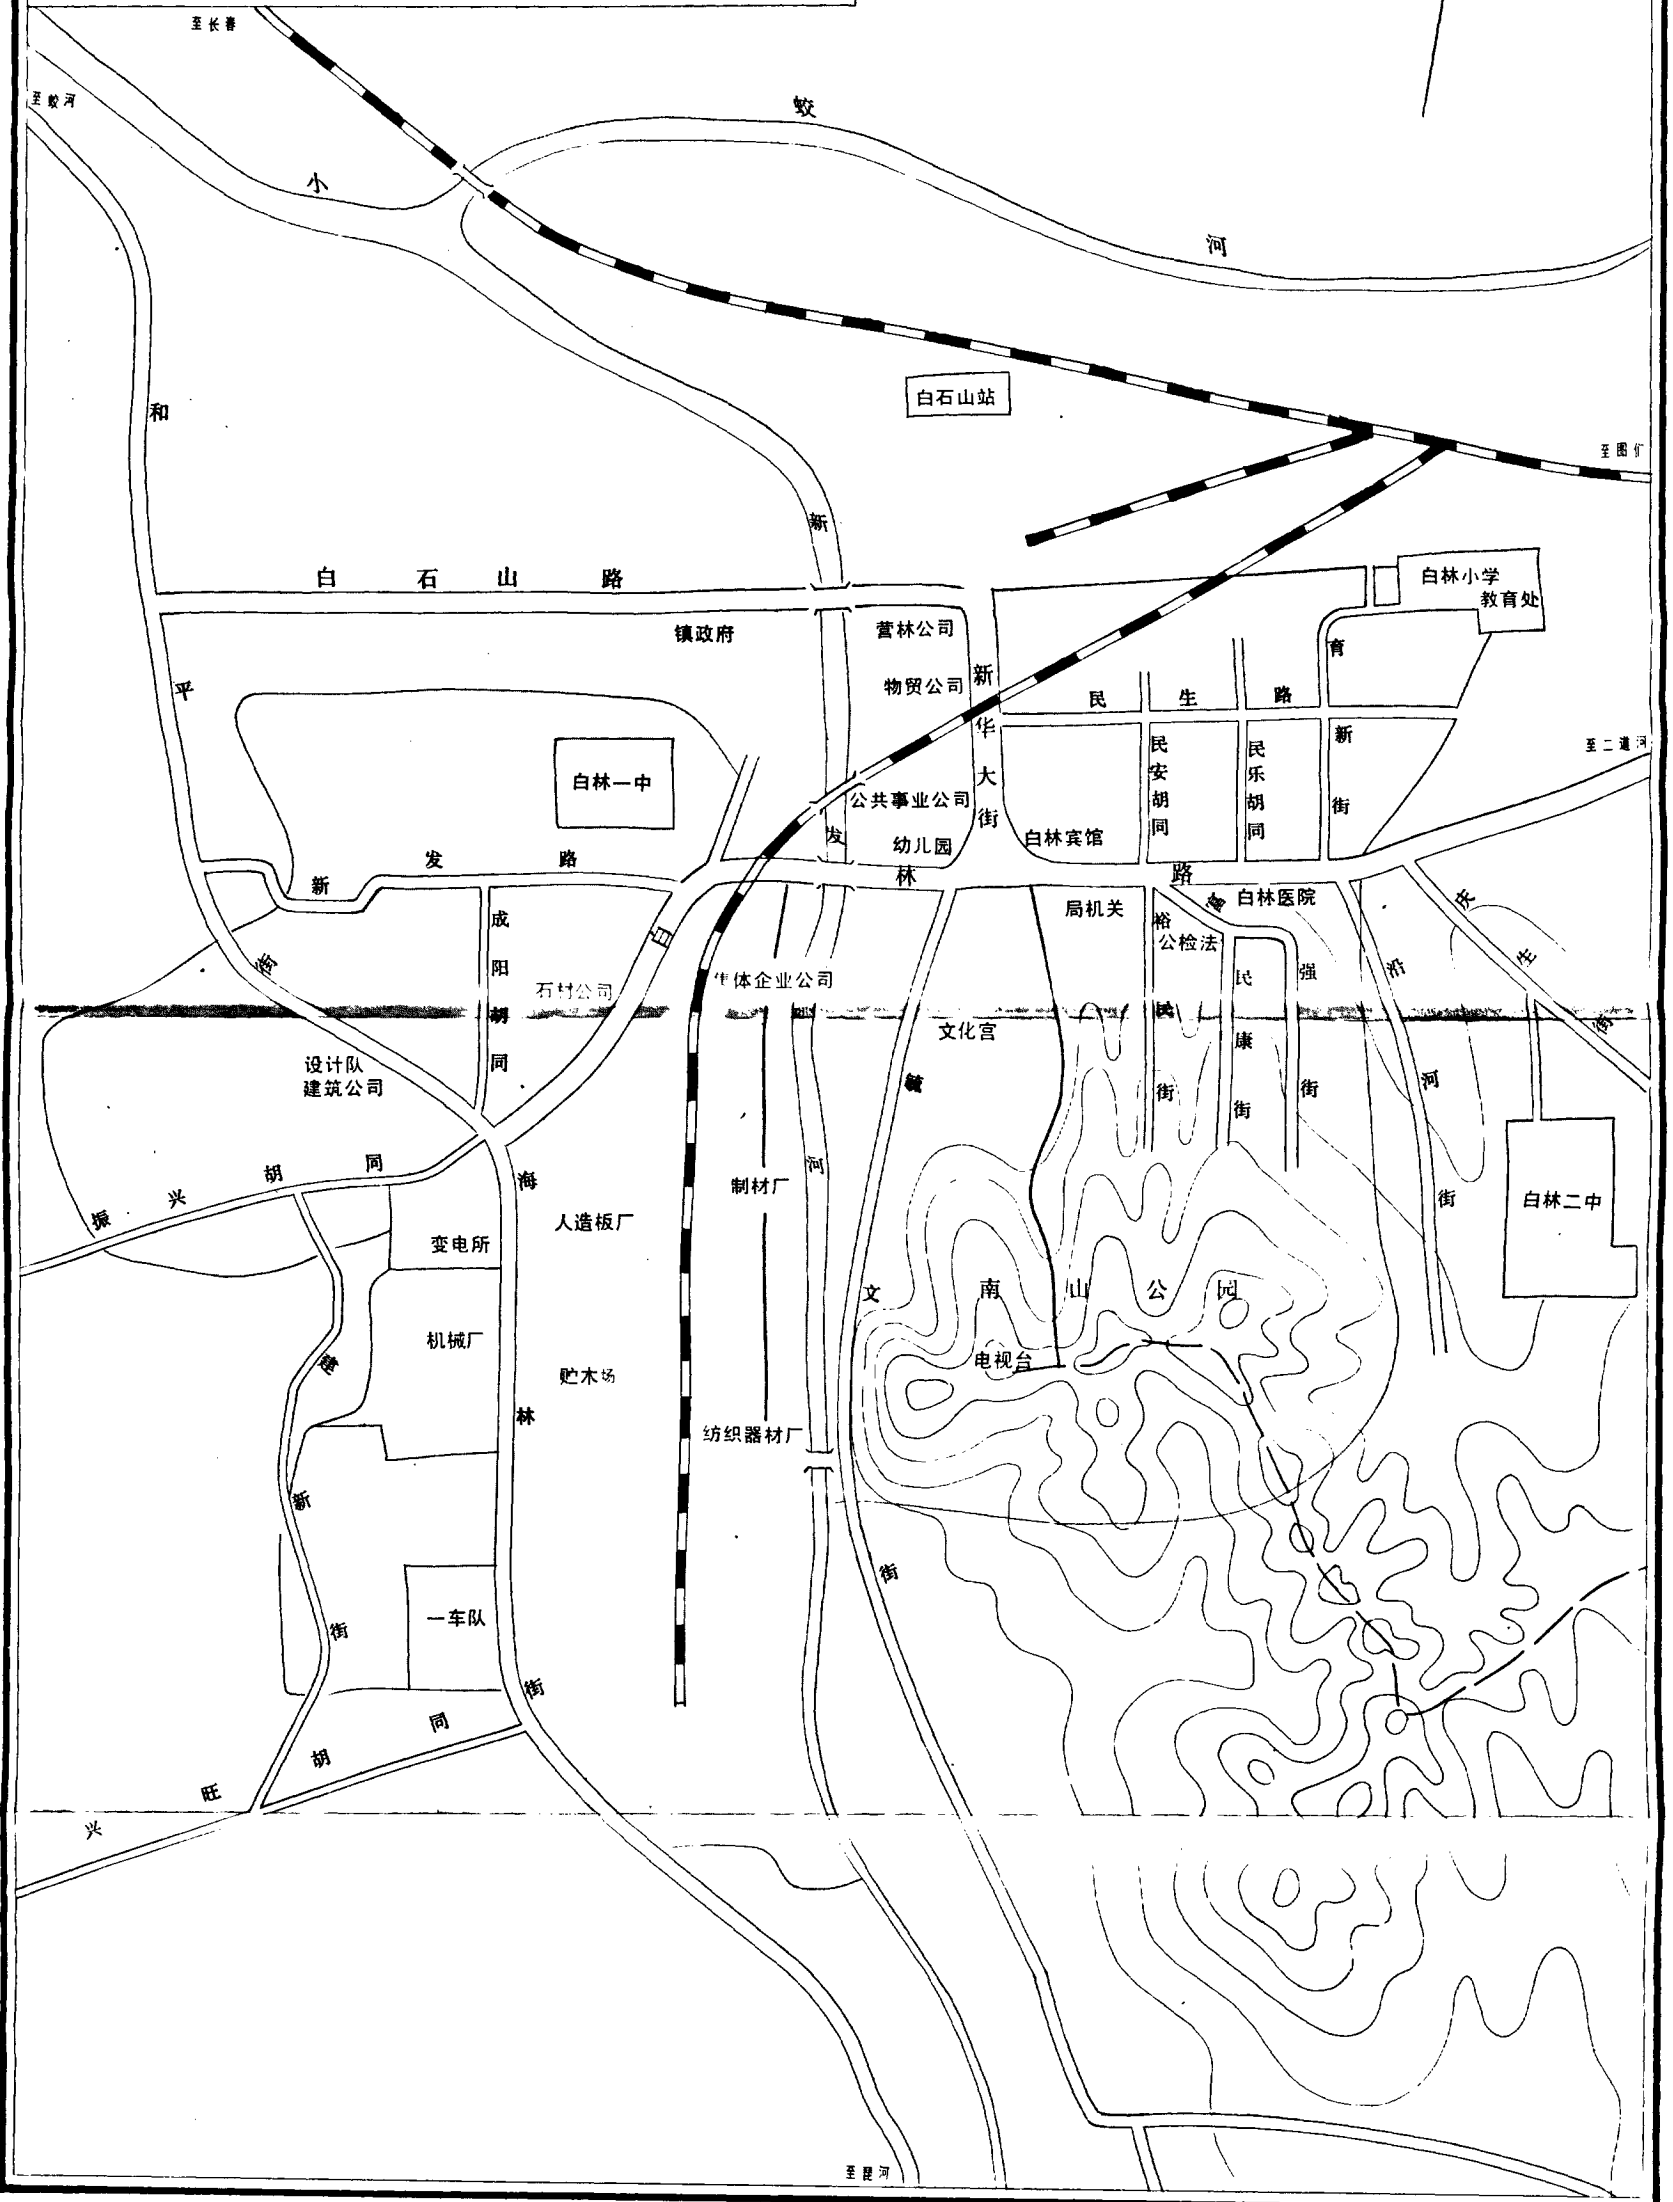 至长春
至蛟河
小蛟河
白石山站
至图们
白石山路
白林小学
教育处
镇政府
营林公司
物贸公司
新华大街
民生路
育新街
和平街
民安胡同
民乐胡同
至二道河
白林一中
公共事业公司
幼儿园
白林宾馆
新发河
新发路
林
路
局机关
白林医院
裕民街
公检法
富强街
民康街
沿河街
庆生街
成阳胡同
石材公司
集体企业公司
文化宫
设计队
建筑公司
振兴胡同
海林街
人造板厂
制材厂
变电所
白林二中
毓文街
南山公园
机械厂
电视台
贮木场
纺织器材厂
建新街
一车队
兴旺胡同
至琵河